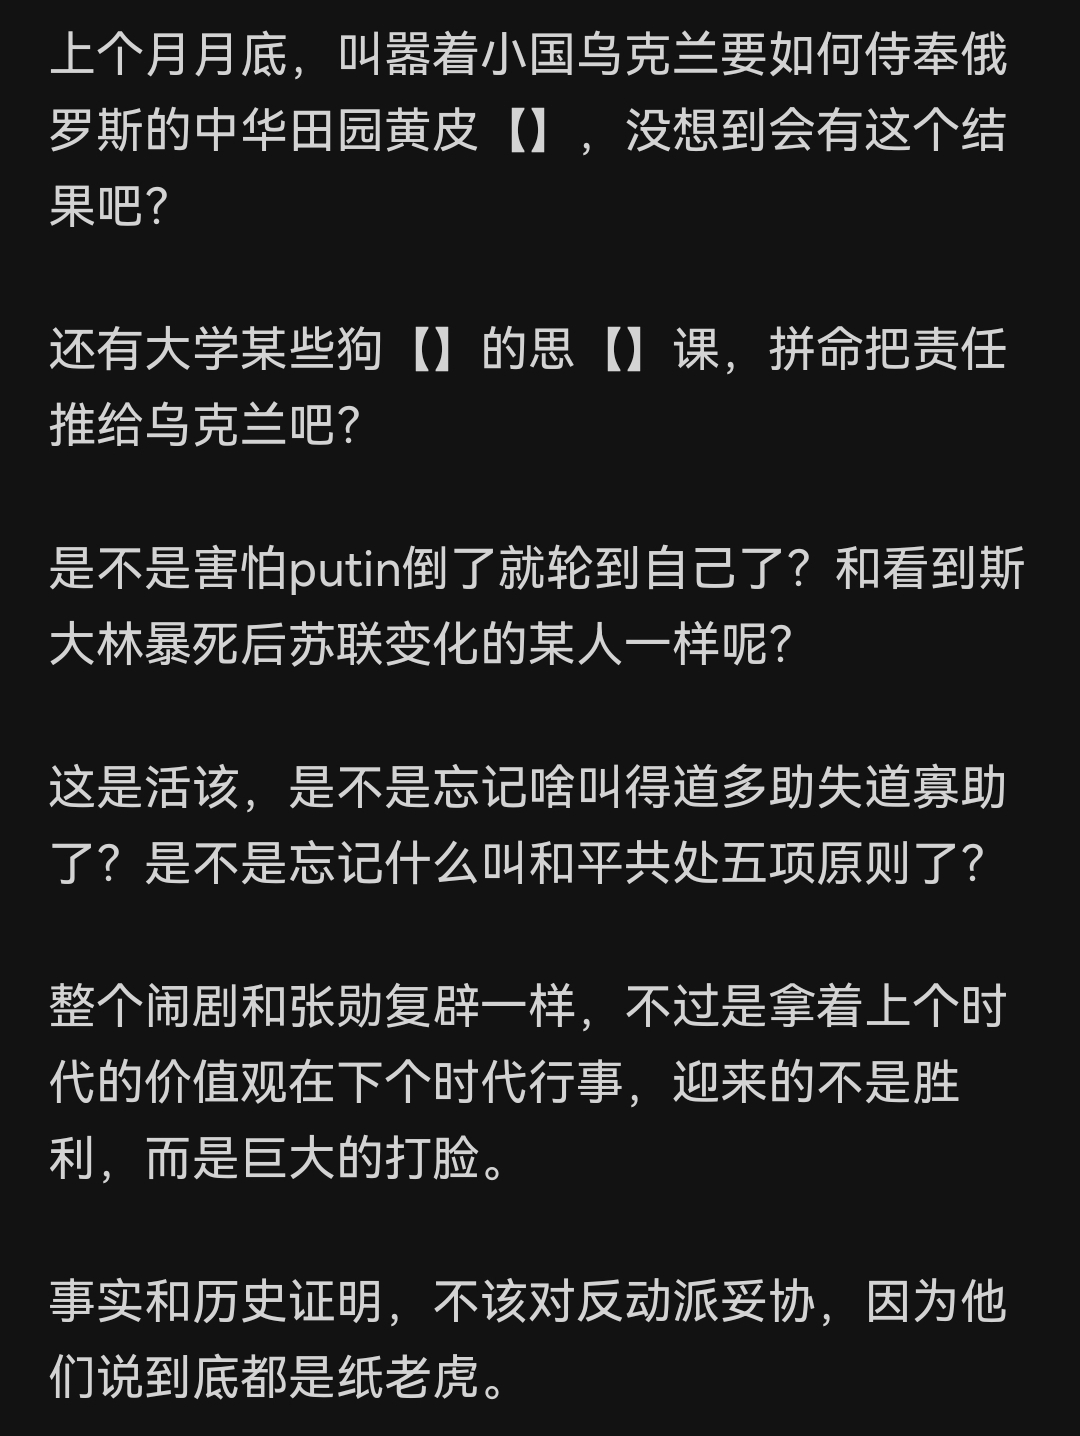 上个月月底，叫嚣着小国乌克兰要如何侍奉俄
罗斯的中华田园黄皮【】，没想到会有这个结
果吧？
还有大学某些狗【】的思【】课，拼命把责任
推给乌克兰吧？
是不是害怕putin倒了就轮到自己了？和看到斯
大林暴死后苏联变化的某人一样呢？
这是活该，是不是忘记啥叫得道多助失道寡助
了？是不是忘记什么叫和平共处五项原则了？
整个闹剧和张勋复辟一样，不过是拿着上个时
代的价值观在下个时代行事，迎来的不是胜
利，而是巨大的打脸。
事实和历史证明，不该对反动派妥协，因为他
们说到底都是纸老虎。